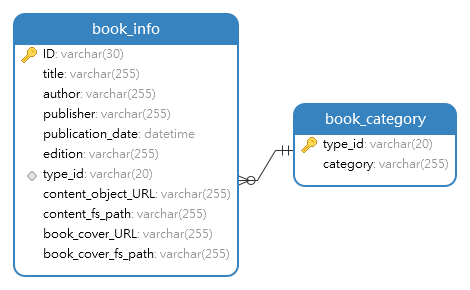 book_info
ID: varchar(30)
title: varchar(255)
author: varchar(255)
publisher: varchar(255)
publication_date: datetime
edition: varchar(255)
type_id: varchar(20)
content_object_URL: varchar(255)
content_fs_path: varchar(255)
book_cover_URL: varchar(255)
book_cover_fs_path: varchar(255)
book_category
type_id: varchar(20)
category: varchar(255)